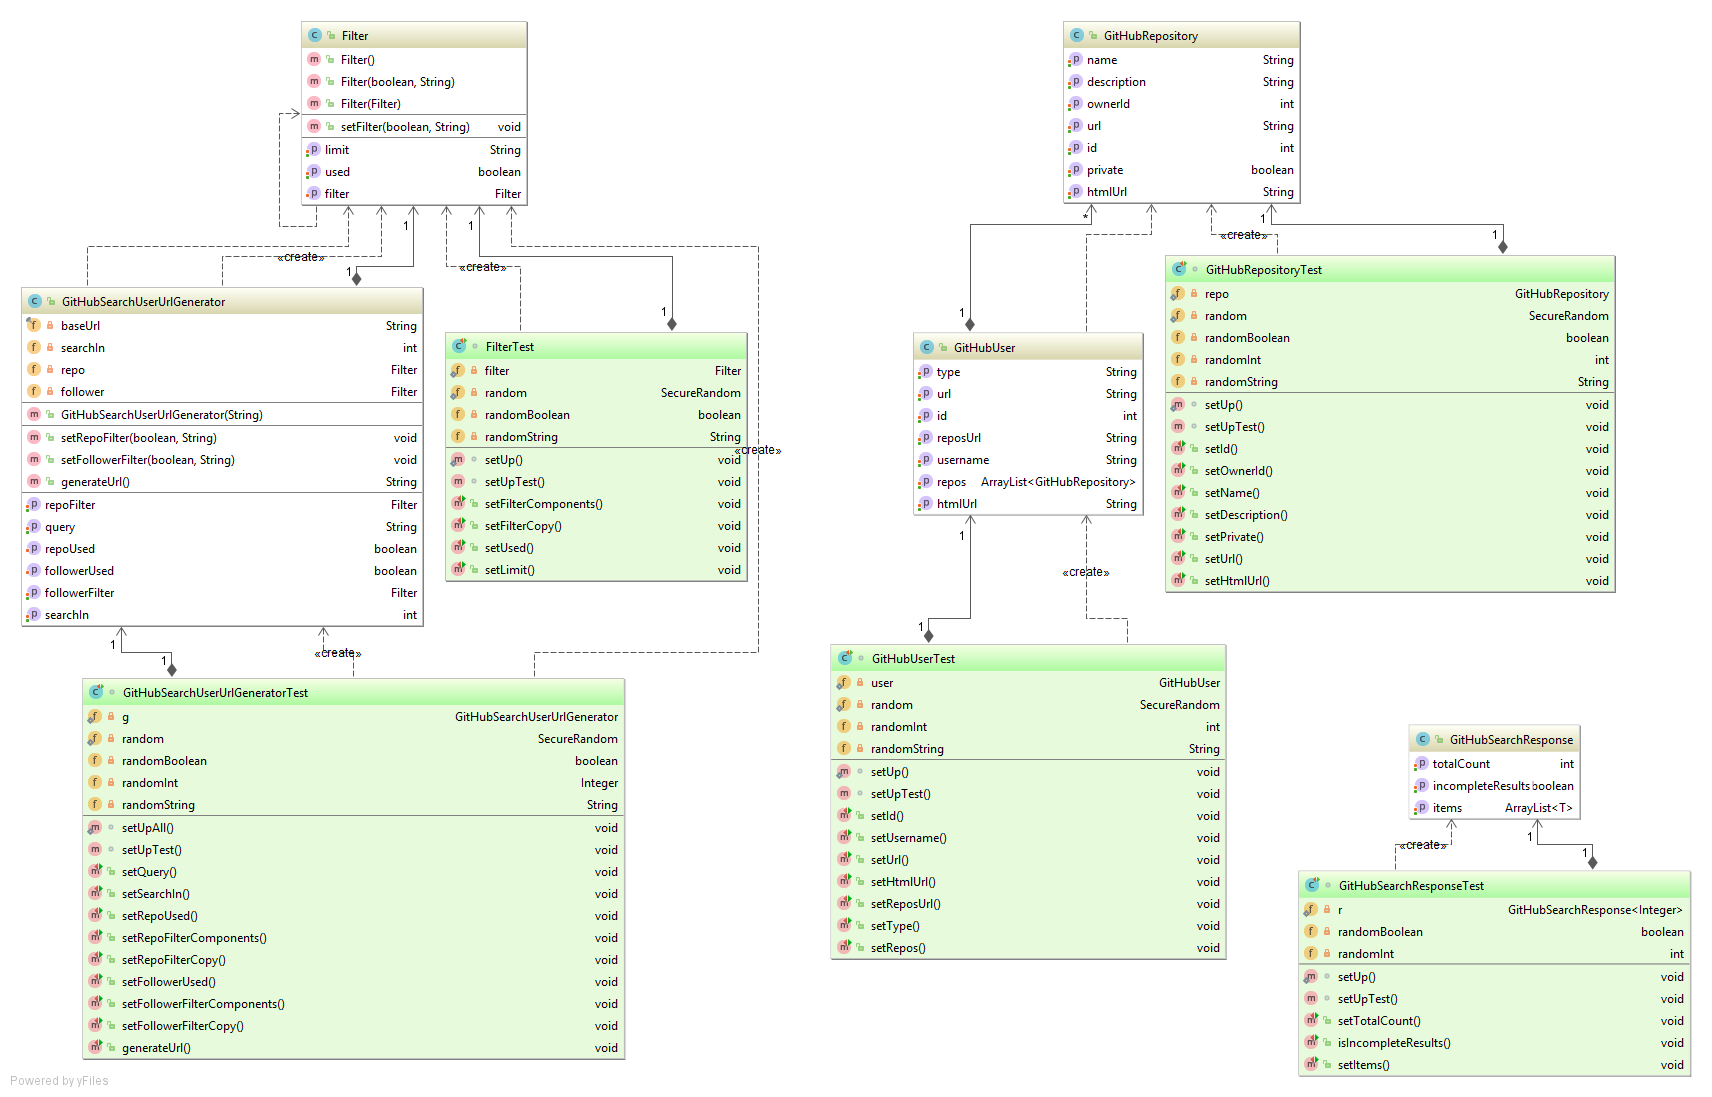 Filter
Filter()
Filter(boolean, String)
Filter(Filter)
setFilter(boolean, String) void
limit String
used boolean
filter Filter
1
1
«create»
1
«create»
1
«create»
GitHubSearchUserUrlGenerator
baseUrl String
searchIn int
repo Filter
follower Filter
GitHubSearchUserUrlGenerator(String)
setRepoFilter(boolean, String) void
setFollowerFilter(boolean, String) void
generateUrl() String
repoFilter Filter
query String
repoUsed boolean
followerUsed boolean
followerFilter Filter
searchIn int
1
1
«create»
FilterTest
filter Filter
random SecureRandom
randomBoolean boolean
randomString String
setUp() void
setUpTest() void
setFilterComponents() void
setFilterCopy() void
setUsed() void
setLimit() void
GitHubSearchUserUrlGeneratorTest
g GitHubSearchUserUrlGenerator
random SecureRandom
randomBoolean boolean
randomInt Integer
randomString String
setUpAll() void
setUpTest() void
setQuery() void
setSearchIn() void
setRepoUsed() void
setRepoFilterComponents() void
setRepoFilterCopy() void
setFollowerUsed() void
setFollowerFilterComponents() void
setFollowerFilterCopy() void
generateUrl() void
GitHubRepository
name String
description String
ownerId int
url String
id int
private boolean
htmlUrl String
*
1
«create»
1
1
GitHubRepositoryTest
repo GitHubRepository
random SecureRandom
randomBoolean boolean
randomInt int
randomString String
setUp() void
setUpTest() void
setId() void
setOwnerId() void
setName() void
setDescription() void
setPrivate() void
setUrl() void
setHtmlUrl() void
GitHubUser
type String
url String
id int
reposUrl String
username String
repos ArrayList<GitHubRepository>
htmlUrl String
1
«create»
1
GitHubUserTest
user GitHubUser
random SecureRandom
randomInt int
randomString String
setUp() void
setUpTest() void
setId() void
setUsername() void
setUrl() void
setHtmlUrl() void
setReposUrl() void
setType() void
setRepos() void
GitHubSearchResponse
totalCount int
incompleteResults boolean
items ArrayList<T>
1
«create»
1
GitHubSearchResponseTest
r GitHubSearchResponse<Integer>
randomBoolean boolean
randomInt int
setUp() void
setUpTest() void
setTotalCount() void
isIncompleteResults() void
setItems() void
Powered by yFiles